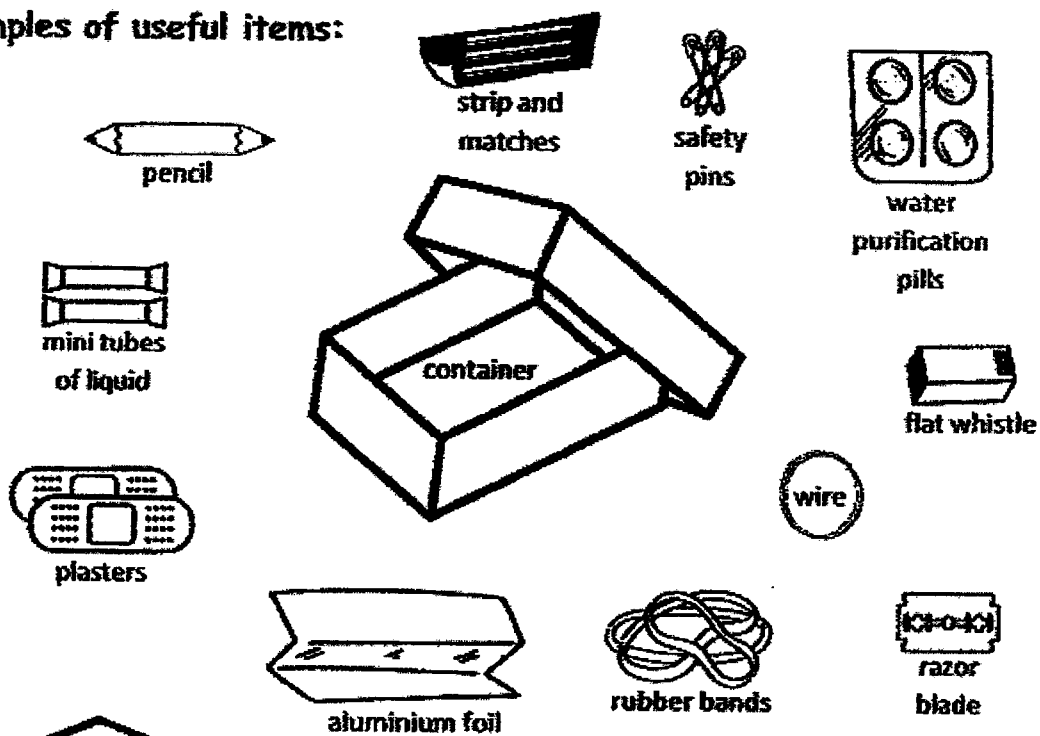 mples of useful items:
strip and
matches
safety
pins
pencil
water
purification
pills
mini tubes
of liquid
container
flat whistle
wire
plasters
aluminium foil
rubber bands
razor
blade